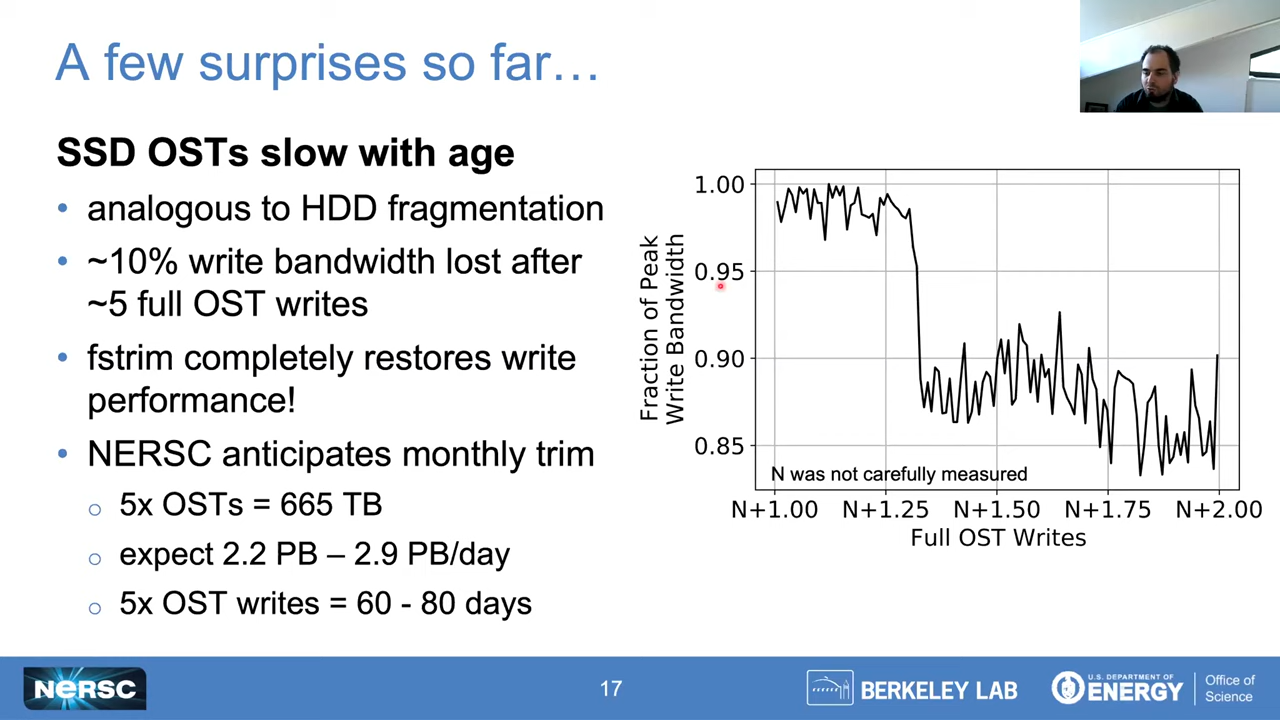 A few surprises so far…
SSD OSTs slow with age
• analogous to HDD fragmentation
• ~10% write bandwidth lost after
~5 full OST writes
• fstrim completely restores write
performance!
• NERSC anticipates monthly trim
o 5x OSTs = 665 TB
o expect 2.2 PB – 2.9 PB/day
o 5x OST writes = 60 - 80 days
Fraction of Peak
Write Bandwidth
1.00
0.95
0.90
0.85
N was not carefully measured
N+1.00 N+1.25 N+1.50 N+1.75 N+2.00
Full OST Writes
NERSC
17
BERKELEY LAB
U.S. DEPARTMENT OF
ENERGY
Office of
Science